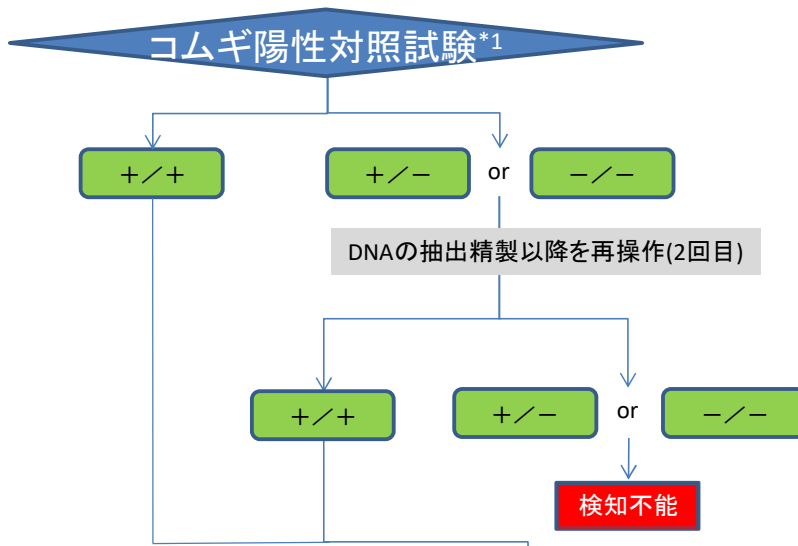 コムギ陽性対照試験*1
+／+
+／−
or
−／−
DNAの抽出精製以降を再操作(2回目)
+／+
+／−
or
−／−
検知不能